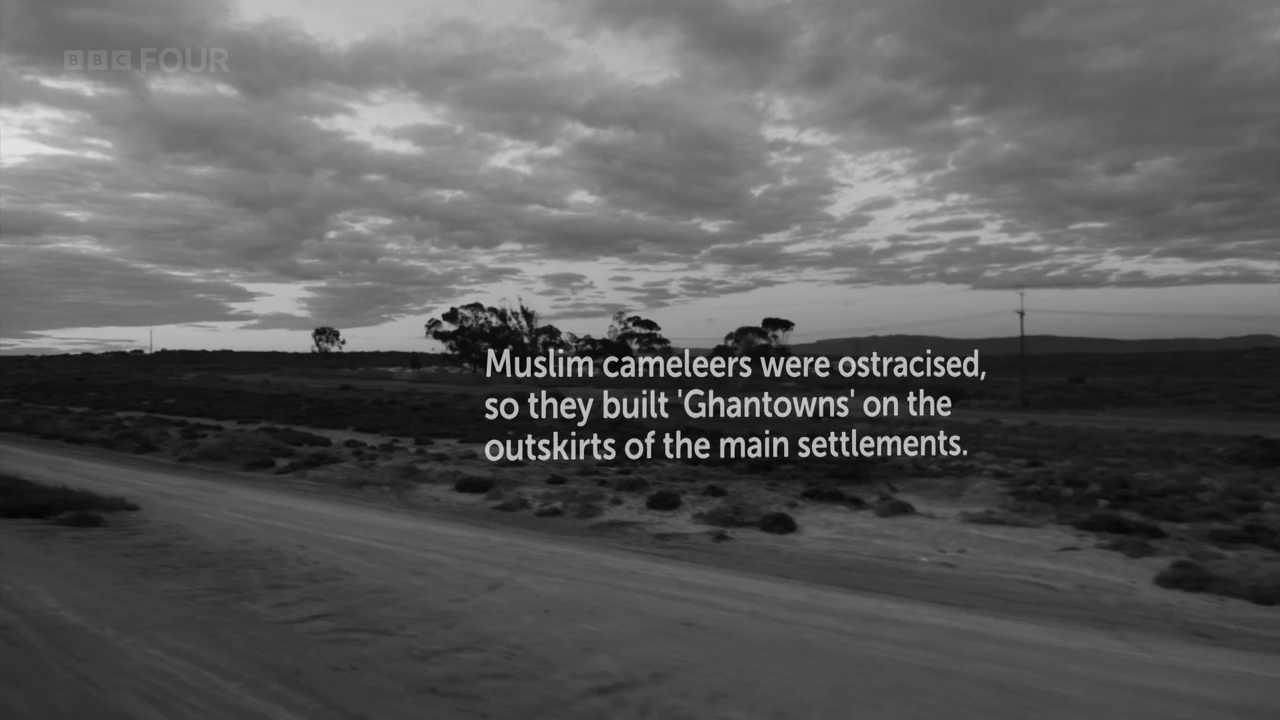 BBC FOUR
Muslim cameleers were ostracised,
so they built 'Ghantowns' on the
outskirts of the main settlements.